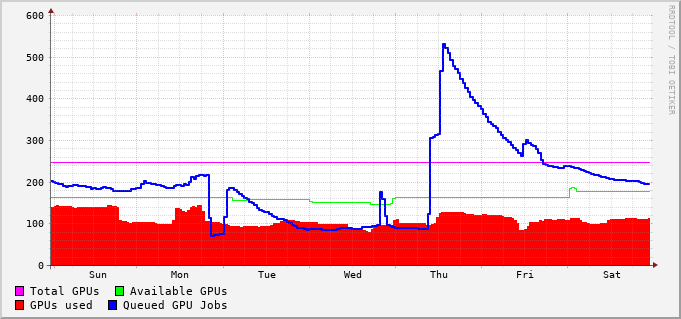 600
500
400
300
200
100
0
Sun Mon Tue Wed Thu Fri Sat
Total GPUs Available GPUs
GPUs used Queued GPU Jobs
RRDTOOL / TOBI OETIKER